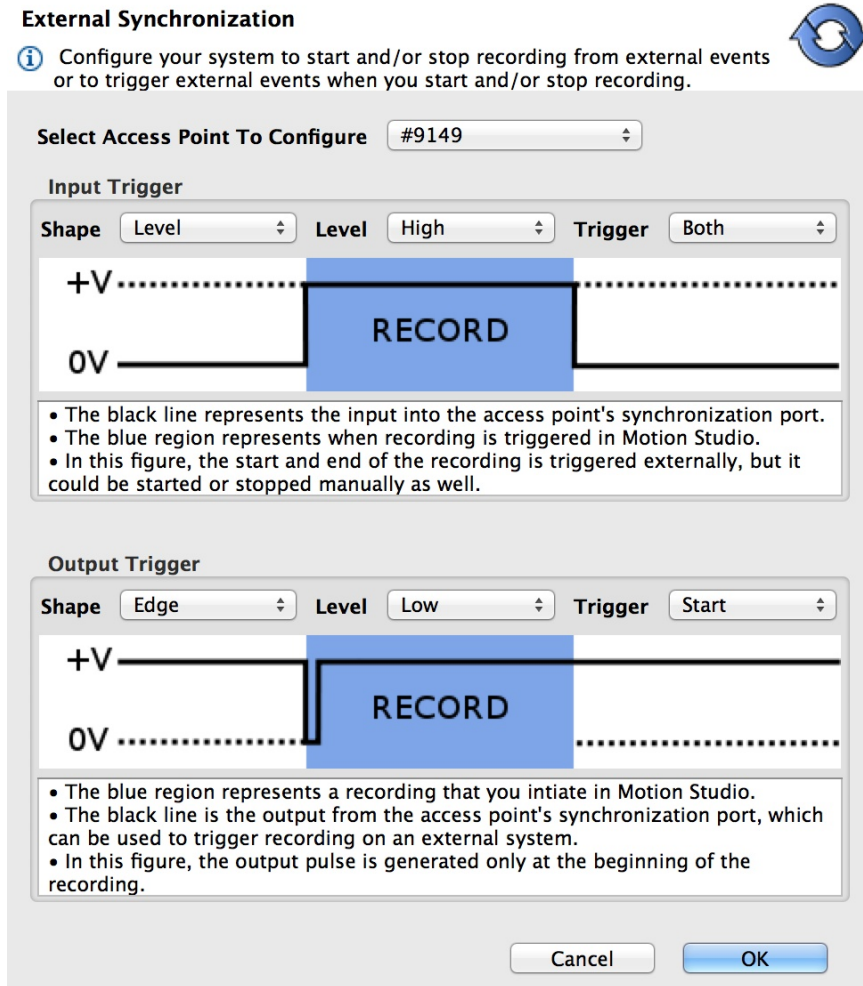 External Synchronization
Configure your system to start and/or stop recording from external events
or to trigger external events when you start and/or stop recording.
Select Access Point To Configure #9149
Input Trigger
Shape Level Level High Trigger Both
+V
RECORD
0V
• The black line represents the input into the access point's synchronization port.
• The blue region represents when recording is triggered in Motion Studio.
• In this figure, the start and end of the recording is triggered externally, but it
could be started or stopped manually as well.
Output Trigger
Shape Edge Level Low Trigger Start
+V
RECORD
0V
• The blue region represents a recording that you intiate in Motion Studio.
• The black line is the output from the access point's synchronization port, which
can be used to trigger recording on an external system.
• In this figure, the output pulse is generated only at the beginning of the
recording.
Cancel OK